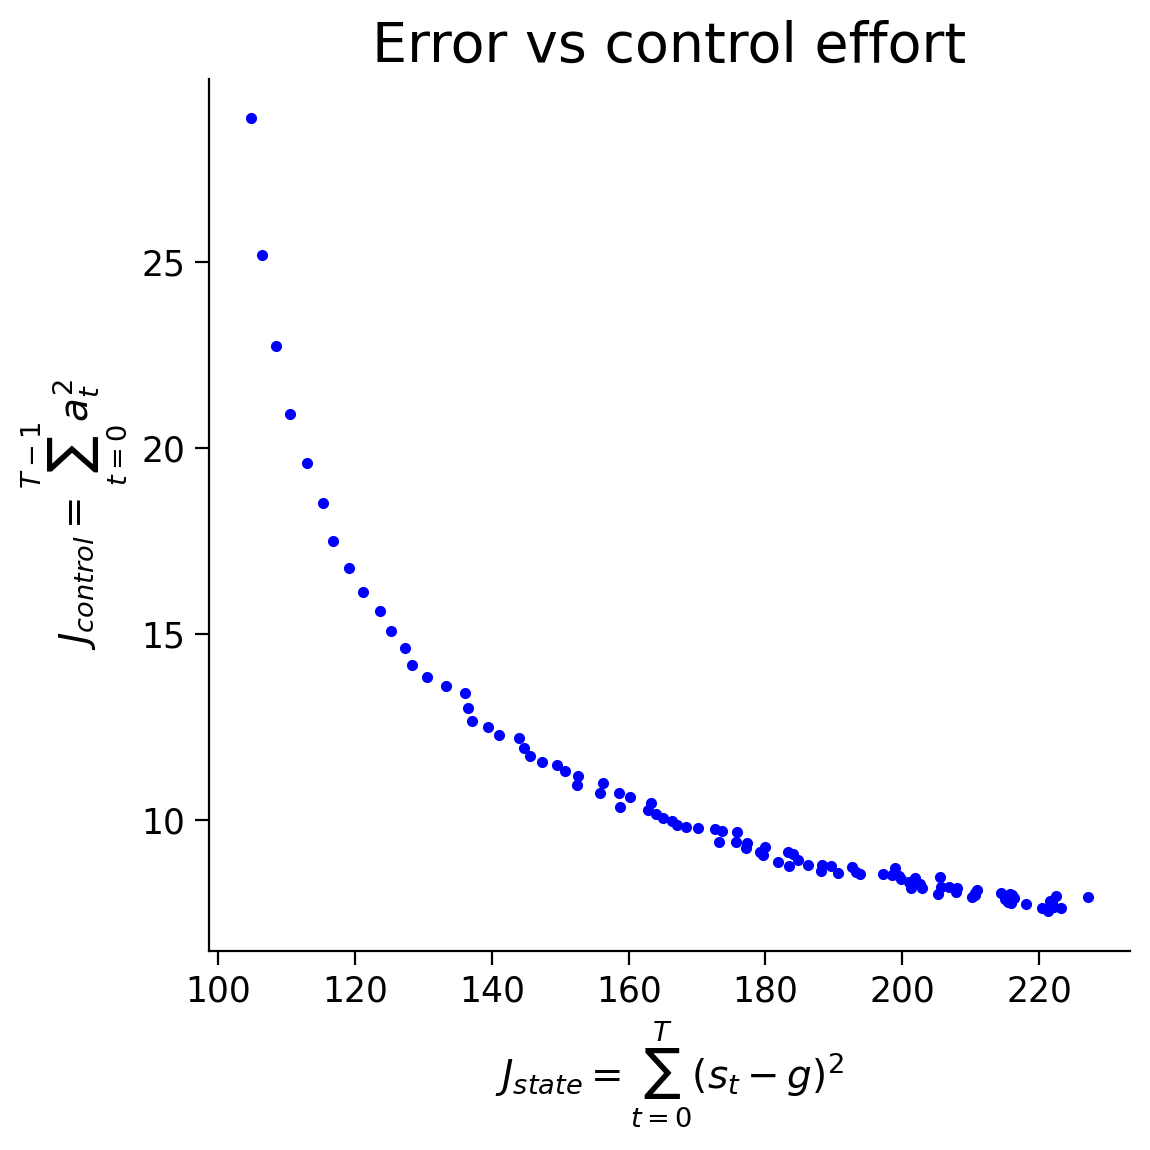 Error vs control effort
25
20
15
10
J_{control} = \sum_{t=0}^{T-1} a_t^2
100 120 140 160 180 200 220
J_{state} = \sum_{t=0}^{T} (s_t - g)^2